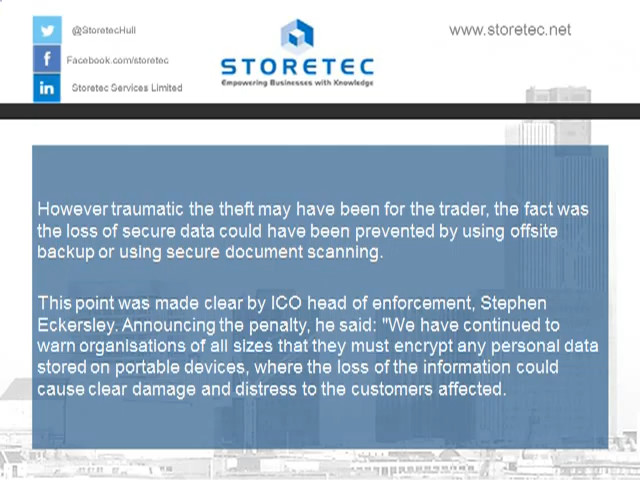 @StoretecHull
www.storetec.net
Facebook.com/storetec
STORETEC
Empowering Businesses with Knowledge
Storetec Services Limited
However traumatic the theft may have been for the trader, the fact was
the loss of secure data could have been prevented by using offsite
backup or using secure document scanning.
This point was made clear by ICO head of enforcement, Stephen
Eckersley. Announcing the penalty, he said: "We have continued to
warn organisations of all sizes that they must encrypt any personal data
stored on portable devices, where the loss of the information could
cause clear damage and distress to the customers affected.